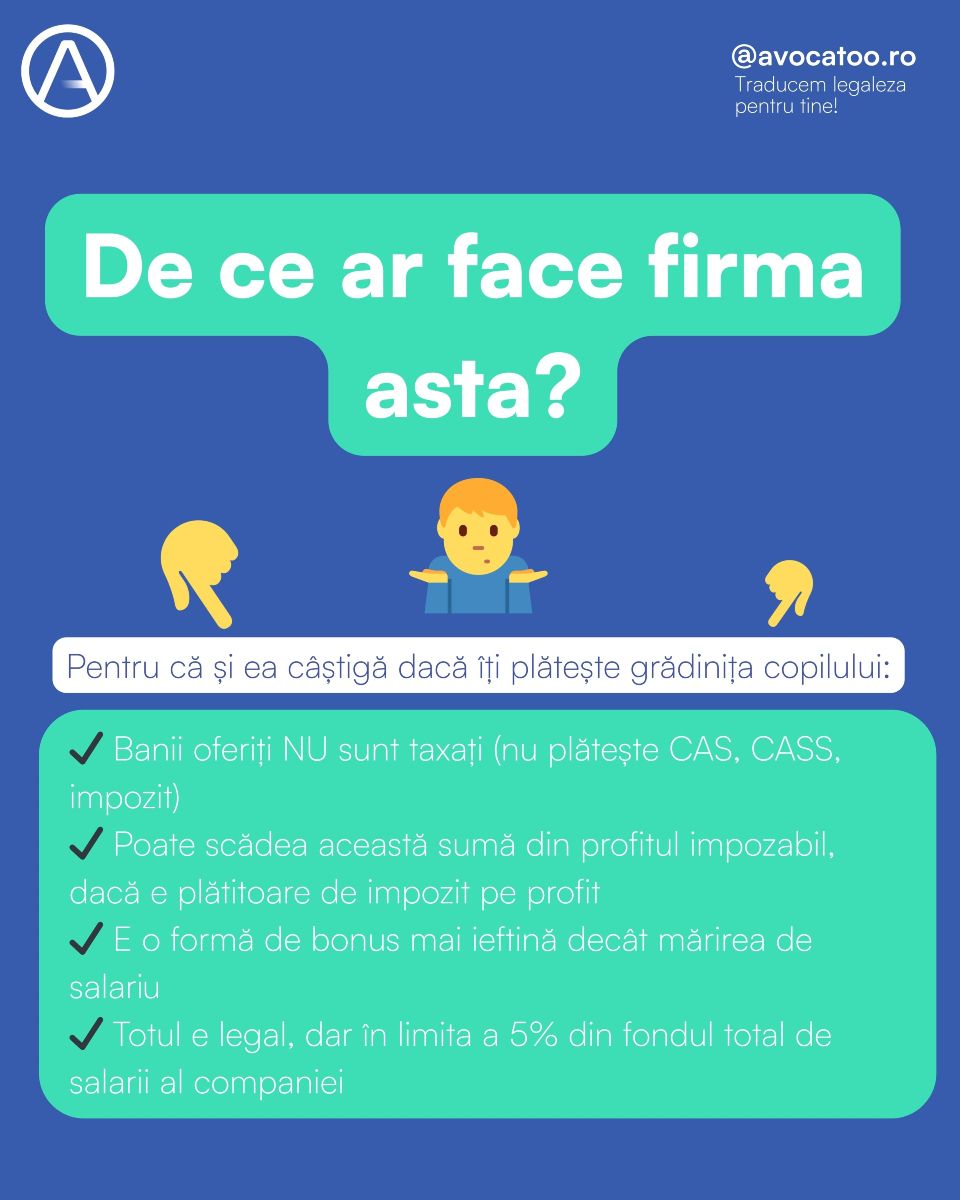 @avocatoo.ro
Traducem legaleza
pentru tine!
De ce ar face firma
asta?
Pentru că și ea câștigă dacă îți plătește grădinița copilului:
✔ Banii oferiți NU sunt taxați (nu plătește CAS, CASS,
impozit)
✔ Poate scădea această sumă din profitul impozabil,
dacă e plătitoare de impozit pe profit
✔ E o formă de bonus mai ieftină decât mărirea de
salariu
✔ Totul e legal, dar în limita a 5% din fondul total de
salarii al companiei